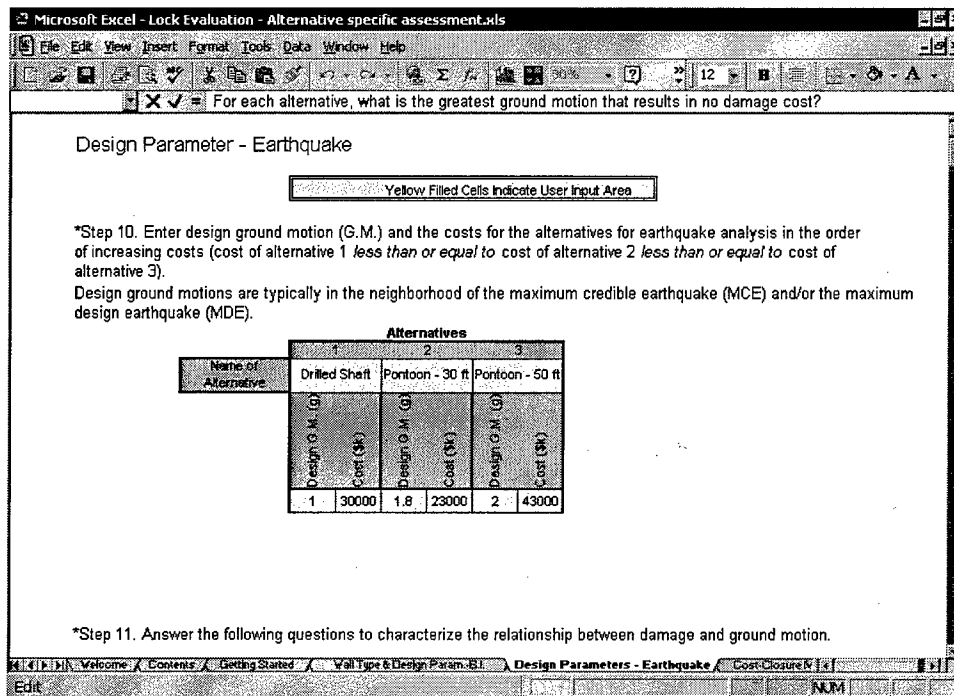 Microsoft Excel - Lock Evaluation - Alternative specific assessment.xls
File Edit View Insert Format Tools Data Window Help
12 B A
= For each alternative, what is the greatest ground motion that results in no damage cost?
Design Parameter - Earthquake
Yellow Filled Cells Indicate User Input Area
*Step 10. Enter design ground motion (G.M.) and the costs for the alternatives for earthquake analysis in the order
of increasing costs (cost of alternative 1 less than or equal to cost of alternative 2 less than or equal to cost of
alternative 3).
Design ground motions are typically in the neighborhood of the maximum credible earthquake (MCE) and/or the maximum
design earthquake (MDE).
Alternatives
1 2 3
Name of Alternative Drilled Shaft Pontoon - 30 ft Pontoon - 50 ft
Design G.M. (g) Cost ($k) Design G.M. (g) Cost ($k) Design G.M. (g) Cost ($k)
1 30000 1.8 23000 2 43000
*Step 11. Answer the following questions to characterize the relationship between damage and ground motion.
Welcome Contents Getting Started Wall Type & Design Param.-B.I. Design Parameters - Earthquake Cost-Closure
Edit NUM